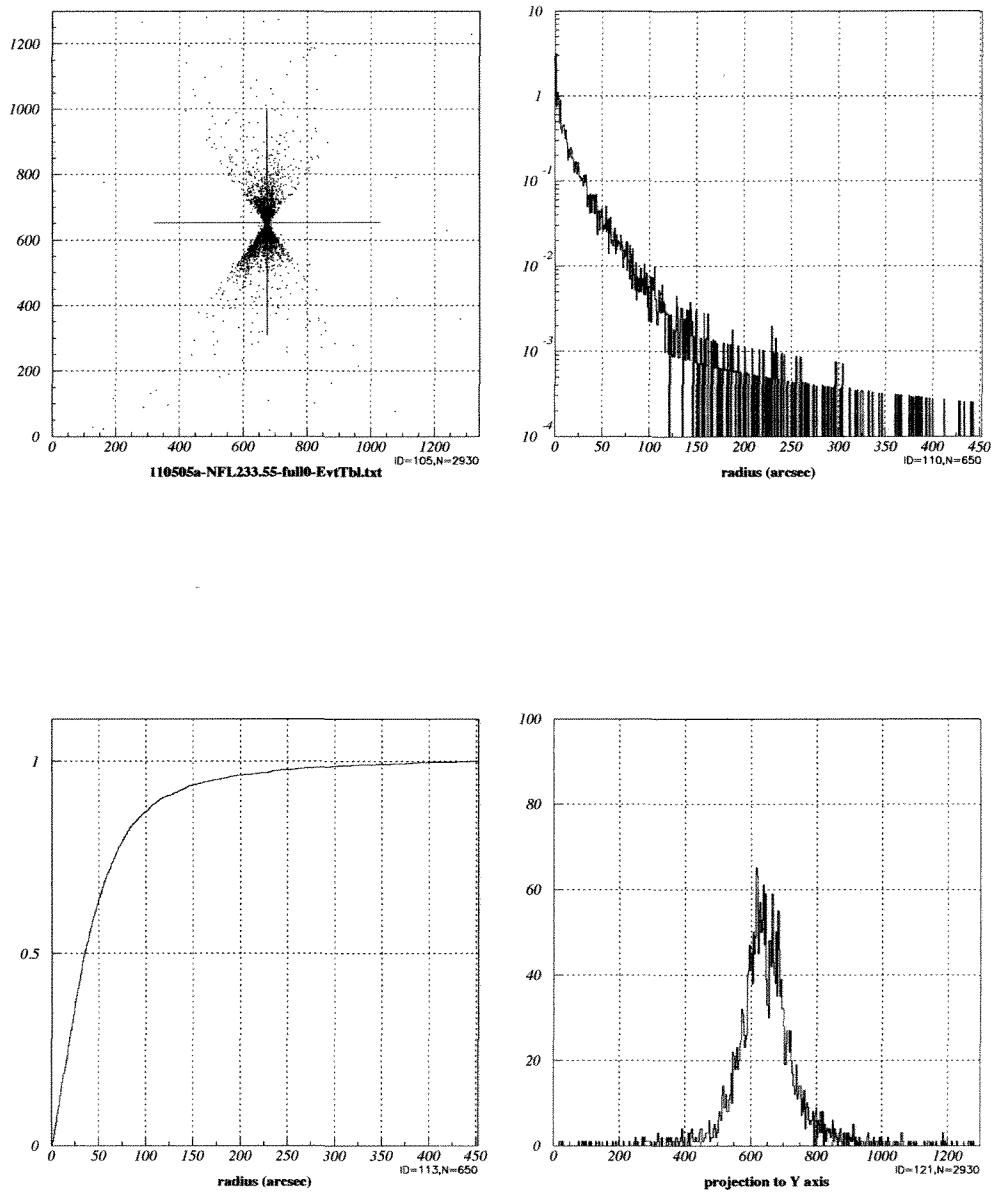 1200
1000
800
600
400
200
0
0 200 400 600 800 1000 1200
ID=105,N=2930
110505a-NFL233.55-full0-EvtTbl.txt
10
1
10 -1
10 -2
10 -3
10 -4
0 50 100 150 200 250 300 350 400 450
ID=110,N=650
radius (arcsec)
1
0.5
0
0 50 100 150 200 250 300 350 400 450
ID=113,N=650
radius (arcsec)
100
80
60
40
20
0
0 200 400 600 800 1000 1200
ID=121,N=2930
projection to Y axis